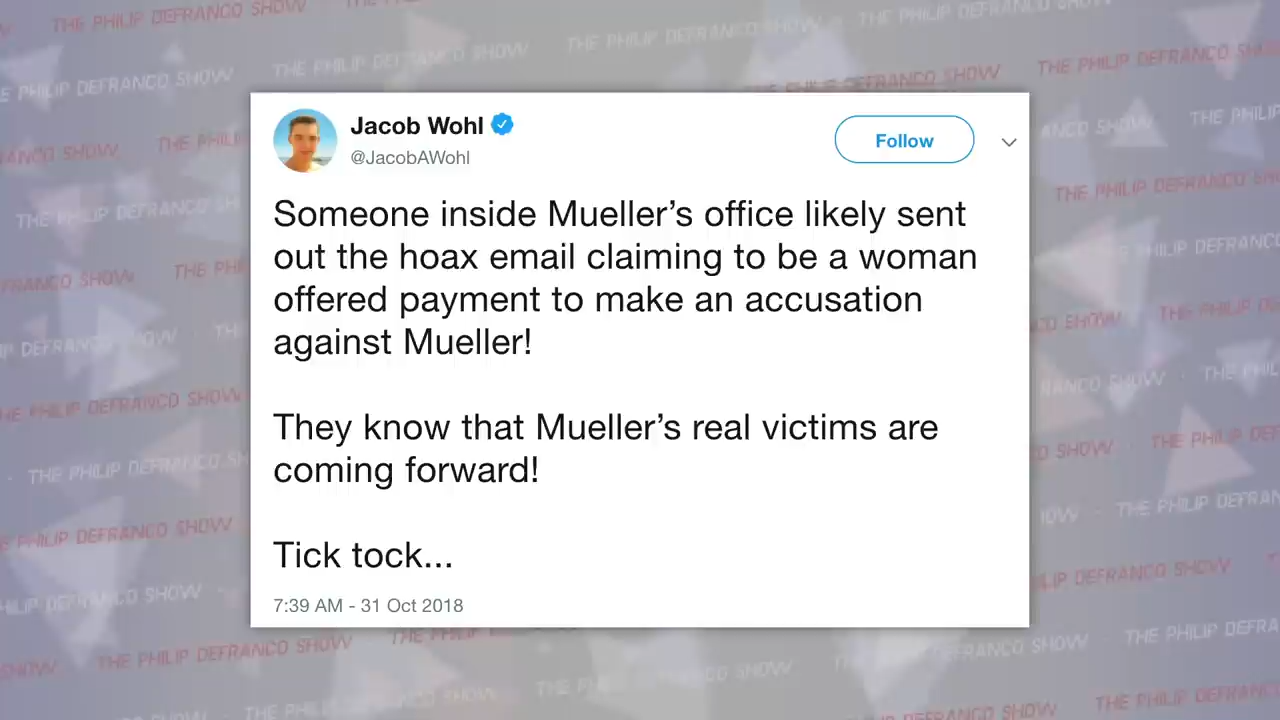 THE PHILIP DEFRANCO SHOW
Jacob Wohl
@JacobAWohl
Follow
Someone inside Mueller’s office likely sent
out the hoax email claiming to be a woman
offered payment to make an accusation
against Mueller!
They know that Mueller’s real victims are
coming forward!
Tick tock...
7:39 AM - 31 Oct 2018